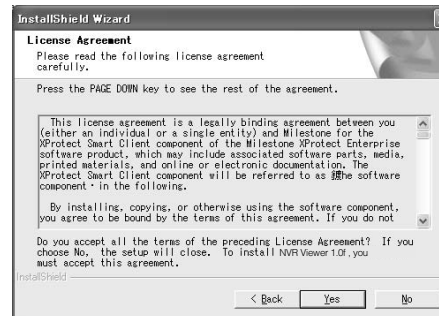 InstallShield Wizard
License Agreement
Please read the following license agreement
carefully.
Press the PAGE DOWN key to see the rest of the agreement.
This license agreement is a legally binding agreement between you
(either an individual or a single entity) and Milestone for the
XProtect Smart Client component of the Milestone XProtect Enterprise
software product, which may include associated software parts, media,
printed materials, and online or electronic documentation. The
XProtect Smart Client component will be referred to as he software
component・in the following.
By installing, copying, or otherwise using the software component,
you agree to be bound by the terms of this agreement. If you do not
Do you accept all the terms of the preceding License Agreement? If you
choose No, the setup will close. To install NVR Viewer 1.0f , you
must accept this agreement.
InstallShield
< Back Yes No